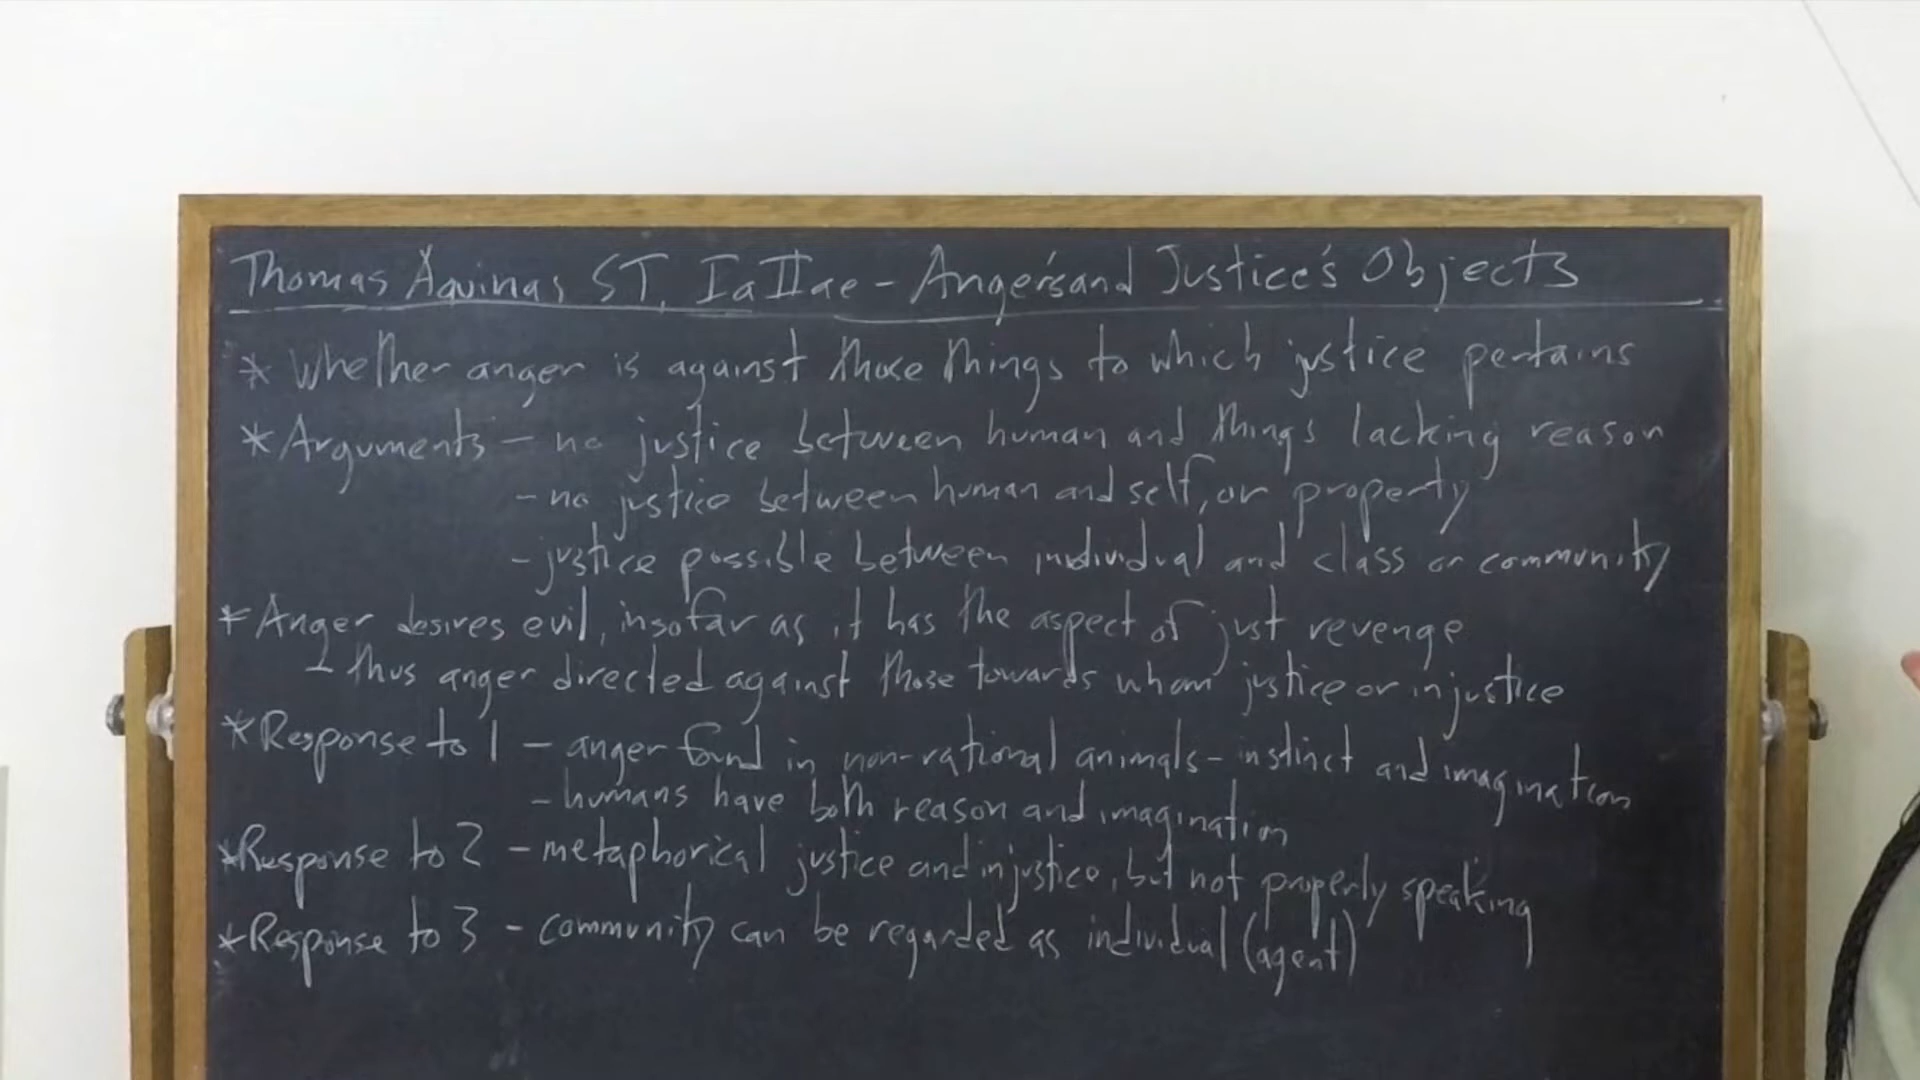 Thomas Aquinas, ST, IaIIae - Anger's and Justice's Objects
* Whether anger is against those things to which justice pertains
* Arguments - no justice between human and things lacking reason
- no justice between human and self, or property
- justice possible between individual and class or community
* Anger desires evil, insofar as it has the aspect of just revenge
- thus anger directed against those towards whom justice or injustice
* Response to 1 - anger found in non-rational animals - instinct and imagination
- humans have both reason and imagination
* Response to 2 - metaphorical justice and injustice, but not properly speaking
* Response to 3 - community can be regarded as individual (agent)